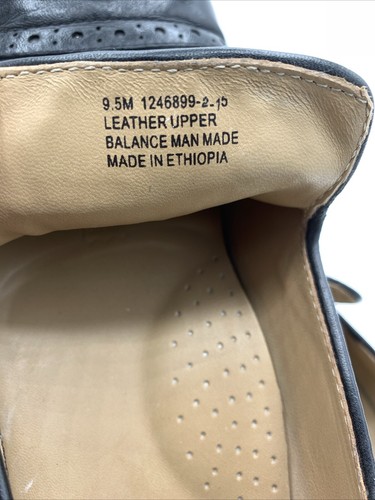 9.5M 1246899-2-15
LEATHER UPPER
BALANCE MAN MADE
MADE IN ETHIOPIA